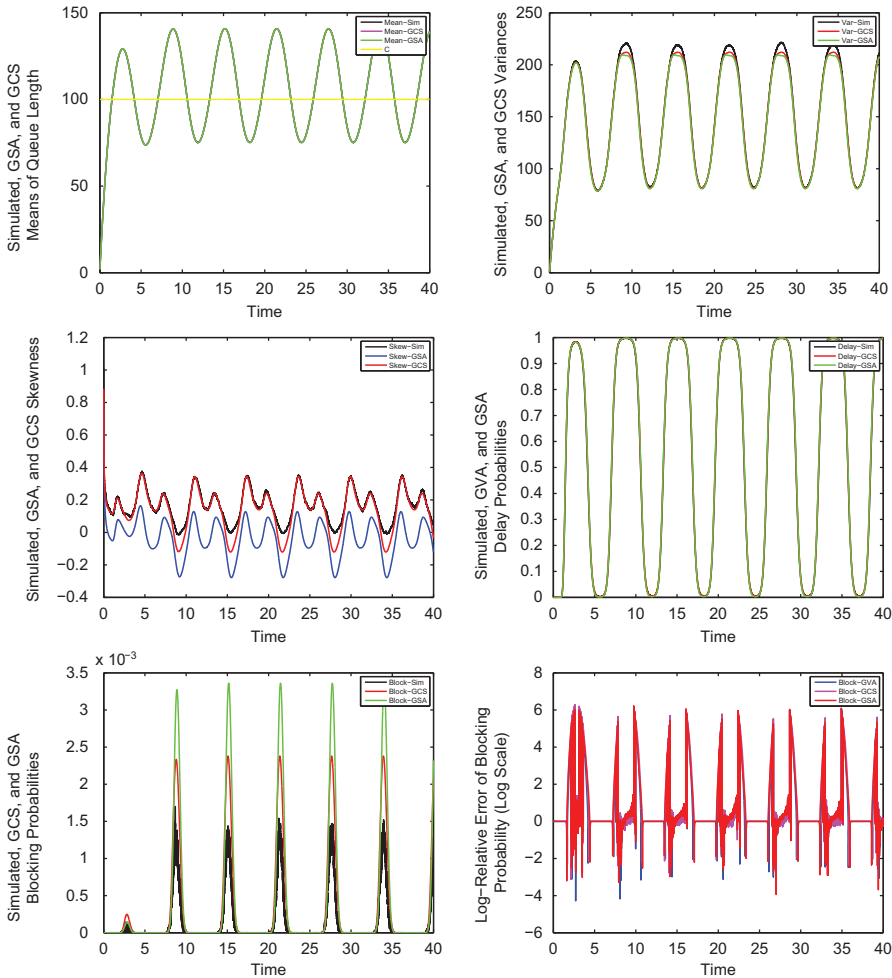 Simulated, GSA, and GCS
Means of Queue Length
150
100
50
0
0 5 10 15 20 25 30 35 40
Time
Mean−Sim
Mean−GCS
Mean−GSA
C
Simulated, GSA, and GCS Variances
250
200
150
100
50
0
0 5 10 15 20 25 30 35 40
Time
Var−Sim
Var−GCS
Var−GSA
Simulated, GSA, and GCS Skewness
1.2
1
0.8
0.6
0.4
0.2
0
−0.2
−0.4
0 5 10 15 20 25 30 35 40
Time
Skew−Sim
Skew−GSA
Skew−GCS
Simulated, GVA, and GSA
Delay Probabilities
1
0.9
0.8
0.7
0.6
0.5
0.4
0.3
0.2
0.1
0
0 5 10 15 20 25 30 35 40
Time
Delay−Sim
Delay−GCS
Delay−GSA
Simulated, GCS, and GSA
Blocking Probabilities
x 10−3
3.5
3
2.5
2
1.5
1
0.5
0
0 5 10 15 20 25 30 35 40
Time
Block−Sim
Block−GCS
Block−GSA
Log−Relative Error of Blocking
Probability (Log Scale)
8
6
4
2
0
−2
−4
−6
0 5 10 15 20 25 30 35 40
Time
Block−GVA
Block−GCS
Block−GSA